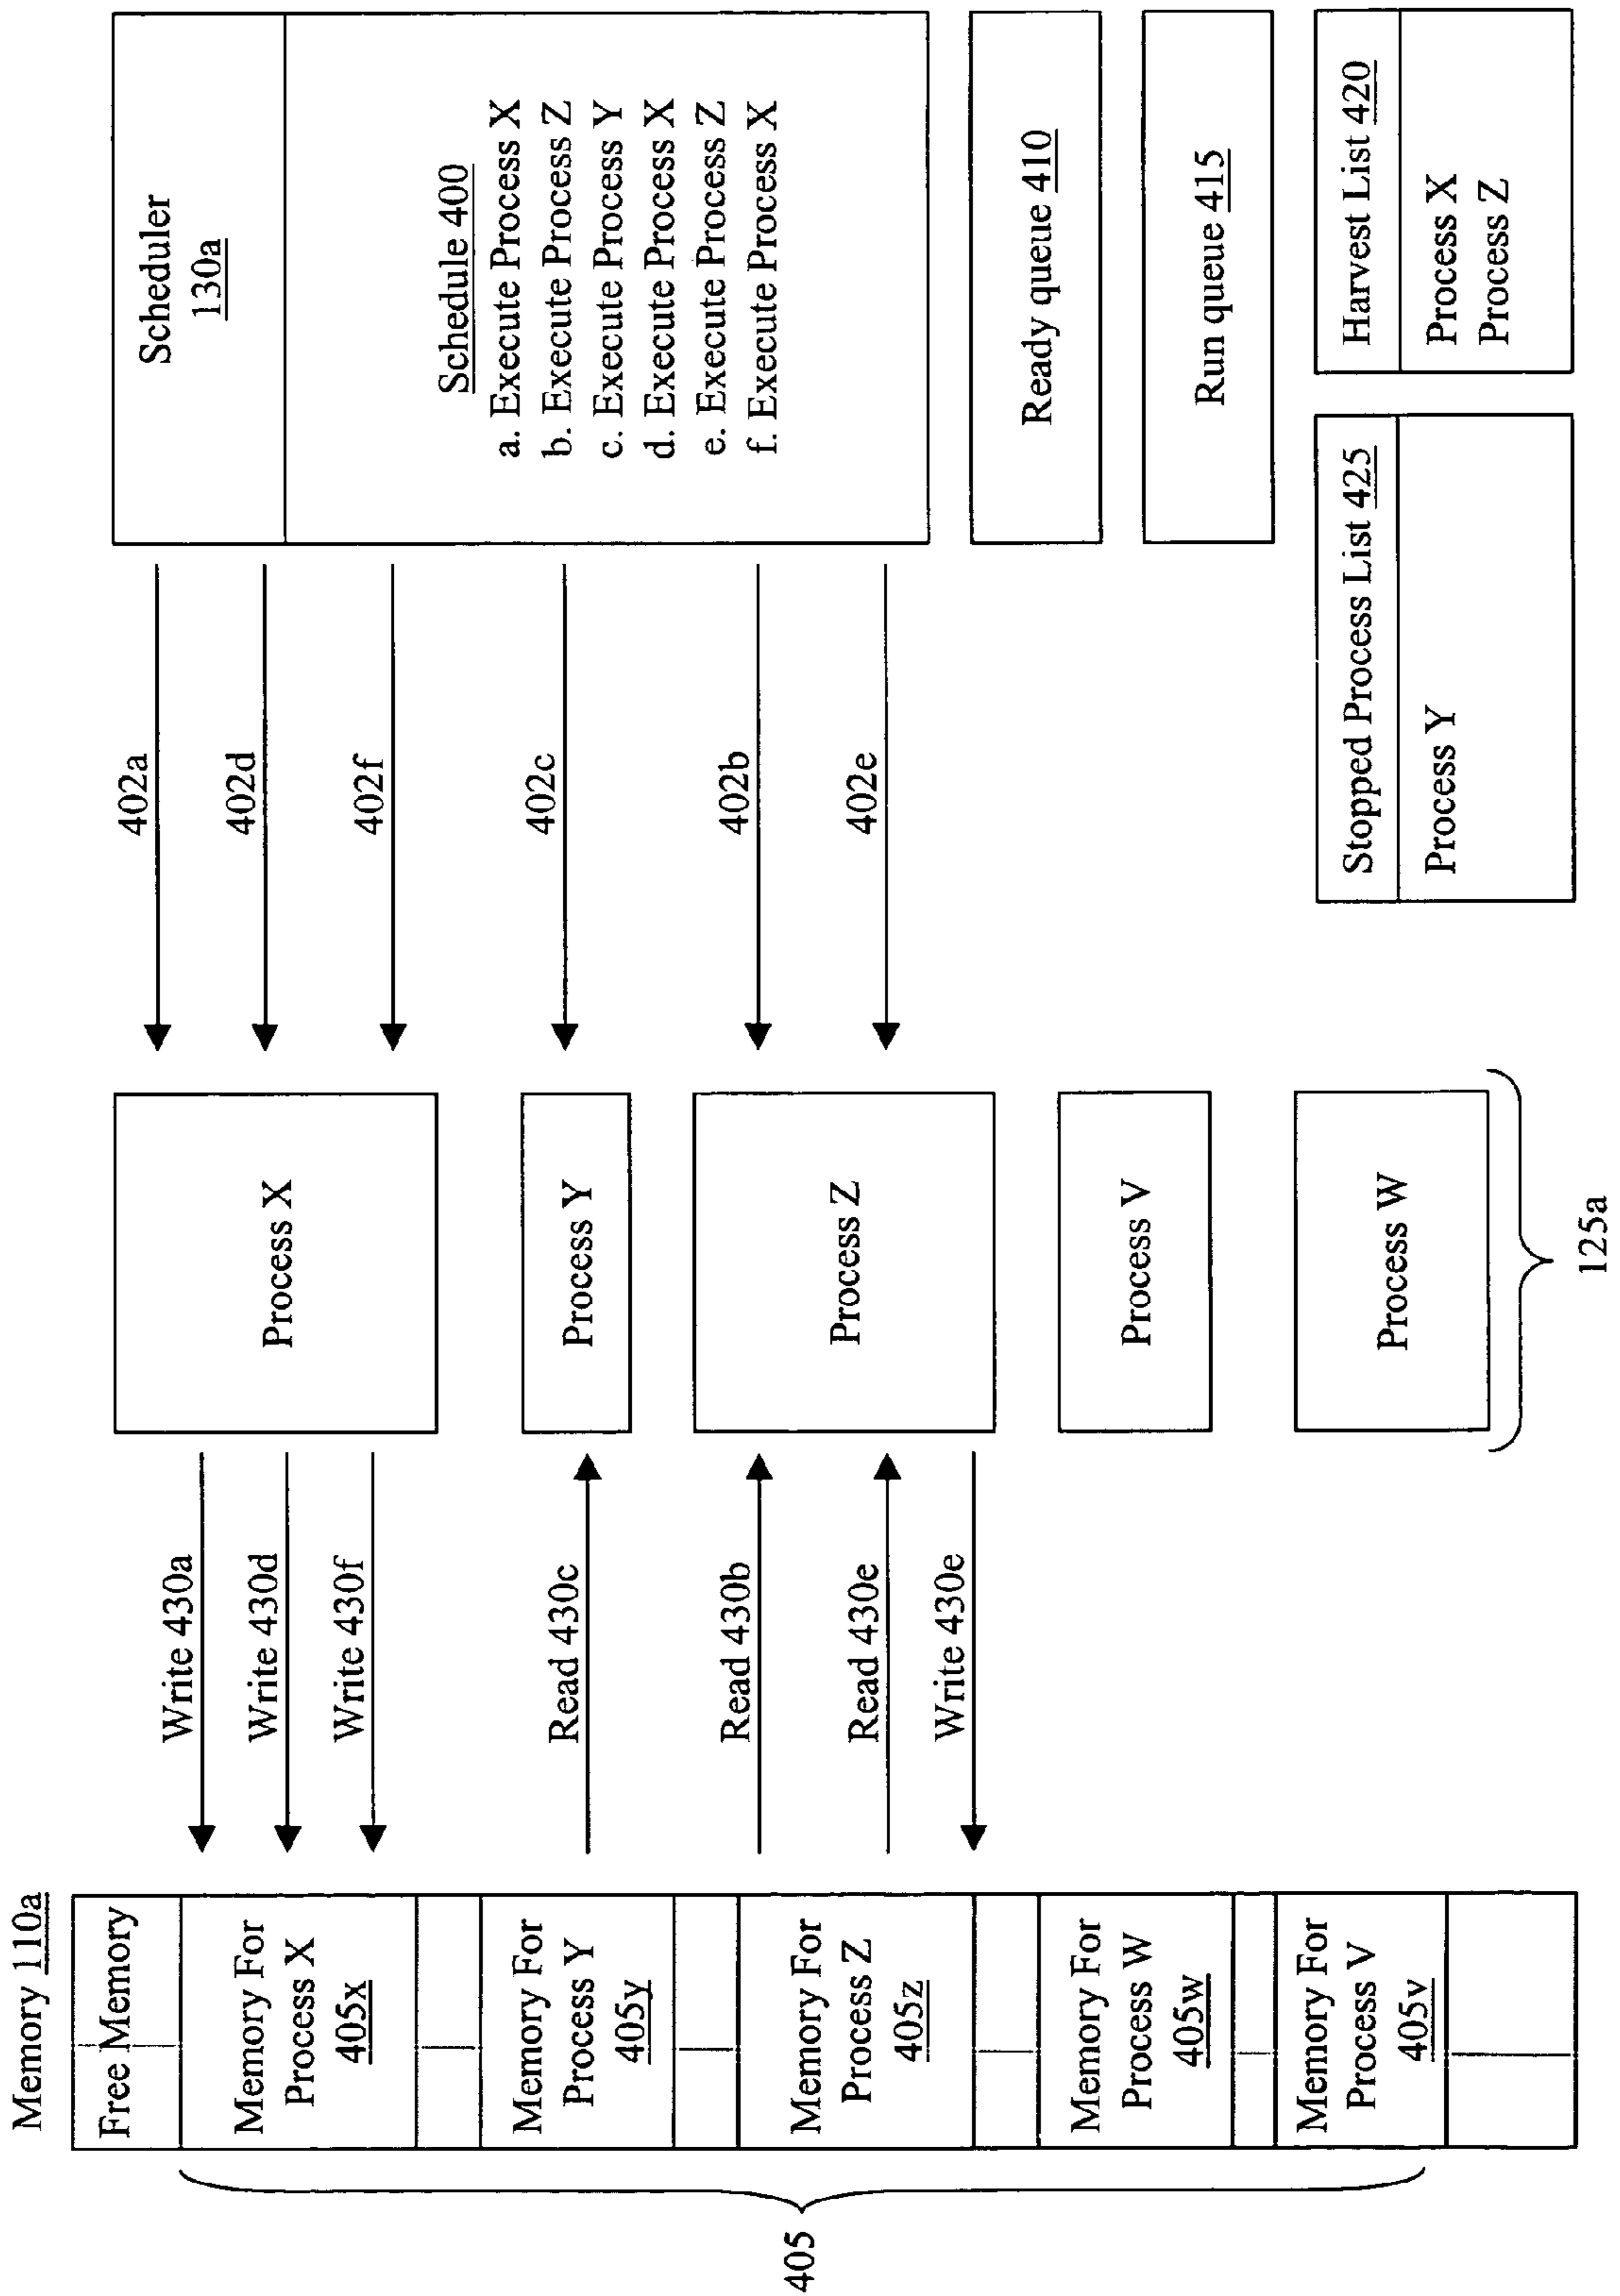 Memory 110a
Free Memory
Memory For
Process X
405x
Memory For
Process Y
405y
Memory For
Process Z
405z
Memory For
Process W
405w
Memory For
Process V
405v
405
Write 430a
Write 430d
Write 430f
Read 430c
Read 430b
Read 430e
Write 430e
Process X
Process Y
Process Z
Process V
Process W
125a
402a
402d
402f
402c
402b
402e
Scheduler
130a
Schedule 400
a. Execute Process X
b. Execute Process Z
c. Execute Process Y
d. Execute Process X
e. Execute Process Z
f. Execute Process X
Ready queue 410
Run queue 415
Stopped Process List 425
Process Y
Harvest List 420
Process X
Process Z